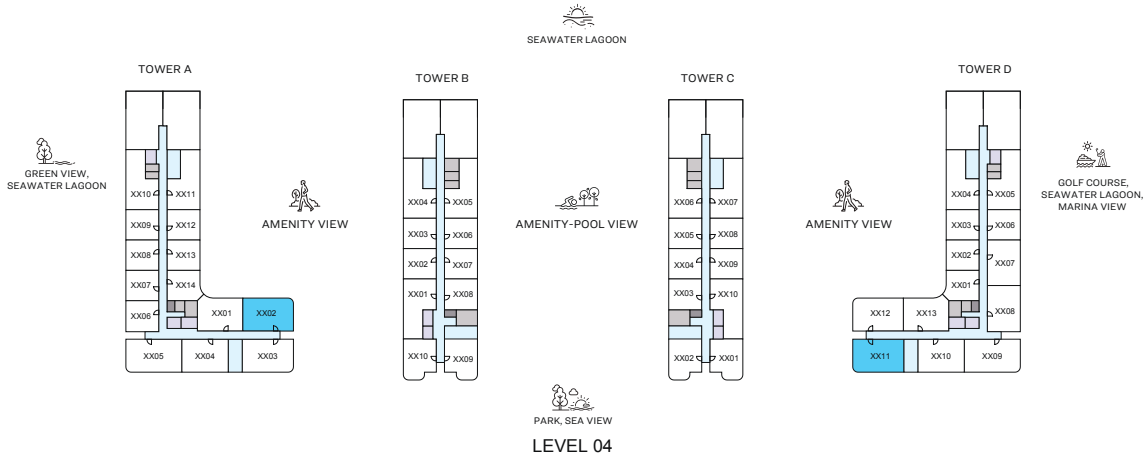 SEAWATER LAGOON
TOWER A
TOWER B
TOWER C
TOWER D
GREEN VIEW,
SEAWATER LAGOON
AMENITY VIEW
AMENITY-POOL VIEW
AMENITY VIEW
GOLF COURSE,
SEAWATER LAGOON,
MARINA VIEW
XX10 XX11
XX09 XX12
XX08 XX13
XX07 XX14
XX06 XX01 XX02
XX05 XX04 XX03
XX04 XX05
XX03 XX06
XX02 XX07
XX01 XX08
XX10 XX09
XX06 XX07
XX05 XX08
XX04 XX09
XX03 XX10
XX02 XX01
XX04 XX05
XX03 XX06
XX02 XX07
XX01
XX12 XX13 XX08
XX11 XX10 XX09
PARK, SEA VIEW
LEVEL 04